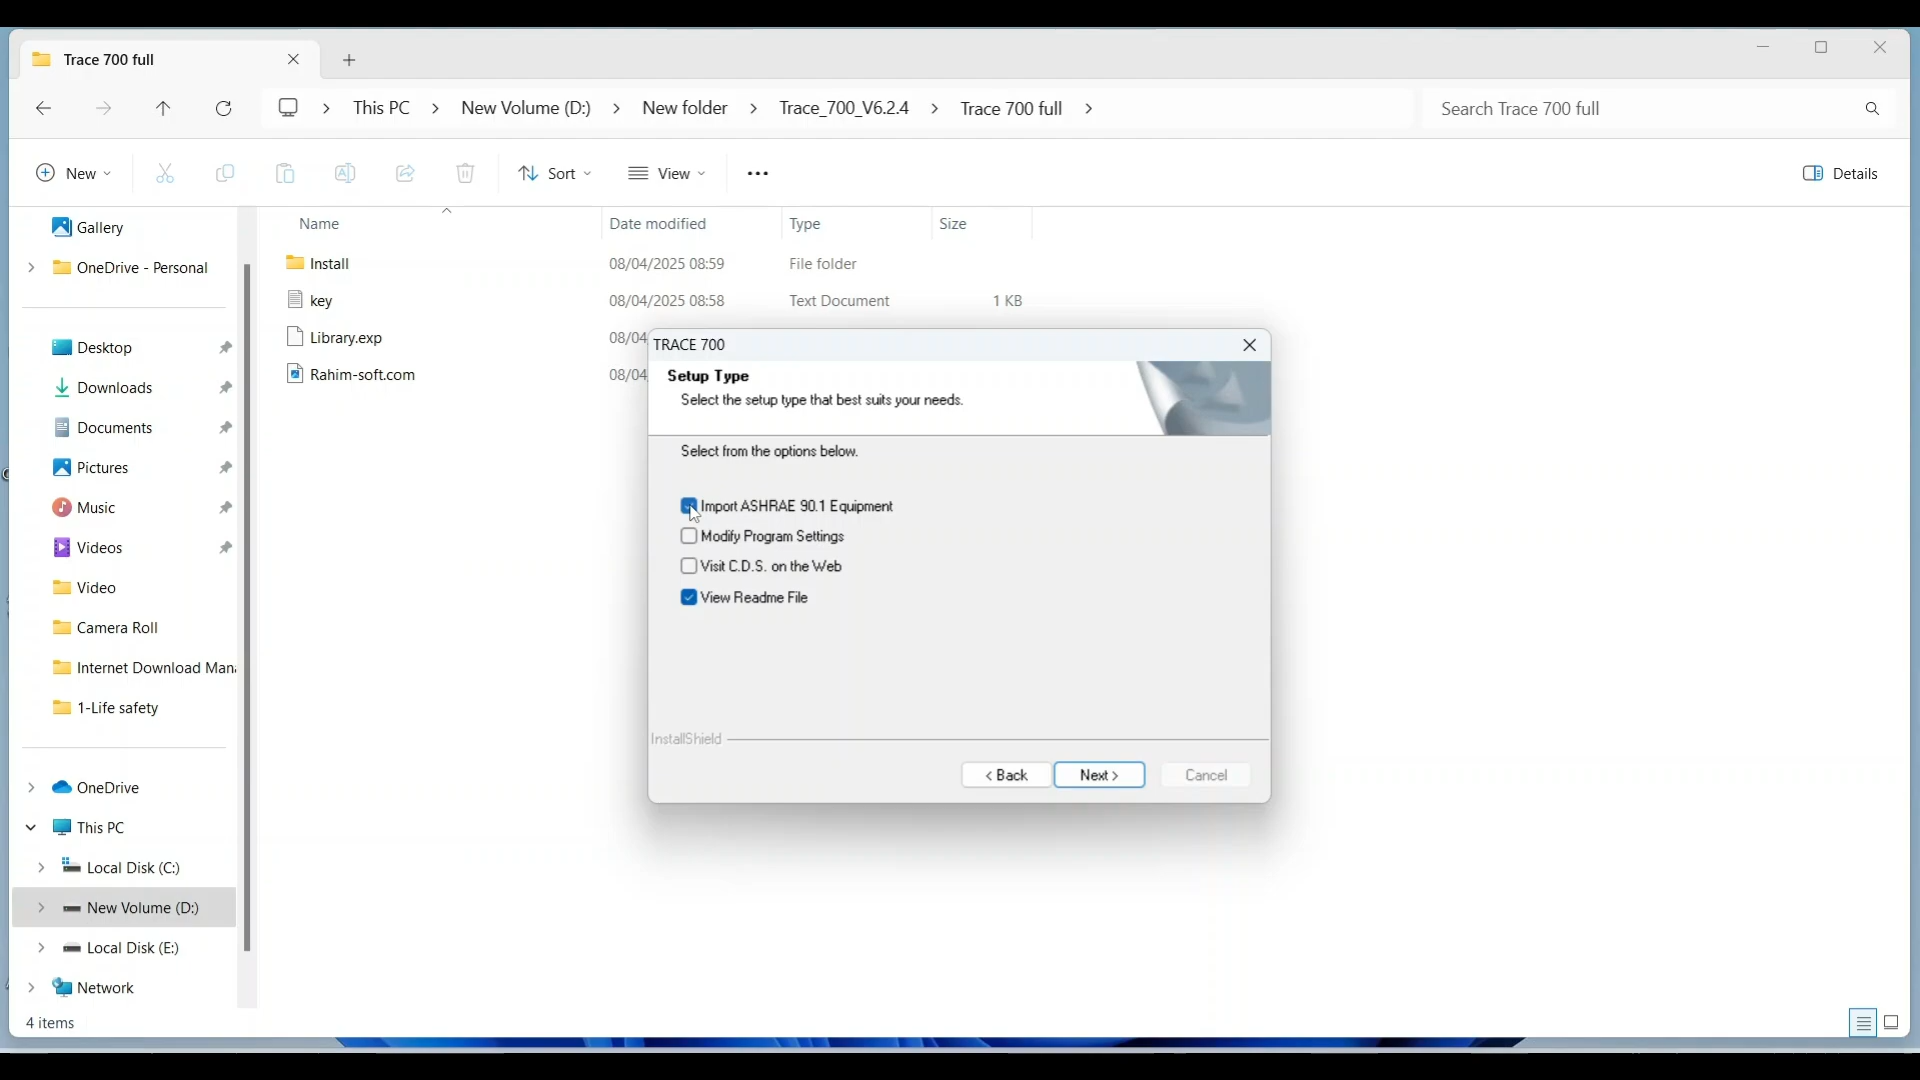 Trace 700 full
This PC > New Volume (D:) > New folder > Trace_700_V6.2.4 > Trace 700 full >
Search Trace 700 full
New
Sort
View
Details
Name Date modified Type Size
Install 08/04/2025 08:59 File folder
key 08/04/2025 08:58 Text Document 1 KB
Library.exp 08/04
Rahim-soft.com 08/04
Gallery
OneDrive - Personal
Desktop
Downloads
Documents
Pictures
Music
Videos
Video
Camera Roll
Internet Download Mana
1-Life safety
OneDrive
This PC
Local Disk (C:)
New Volume (D:)
Local Disk (E:)
Network
4 items
TRACE 700
Setup Type
Select the setup type that best suits your needs.
Select from the options below.
Import ASHRAE 90.1 Equipment
Modify Program Settings
Visit C.D.S. on the Web
View Readme File
InstallShield
< Back Next > Cancel